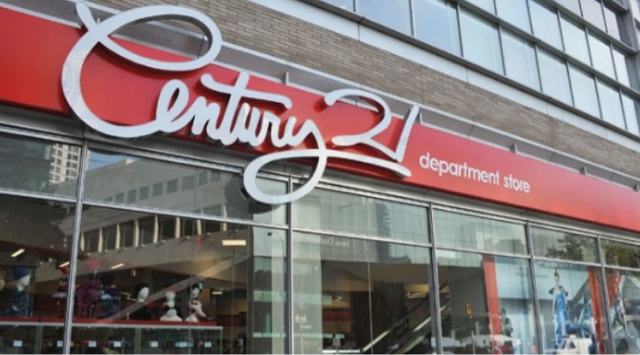 Century 21
department store